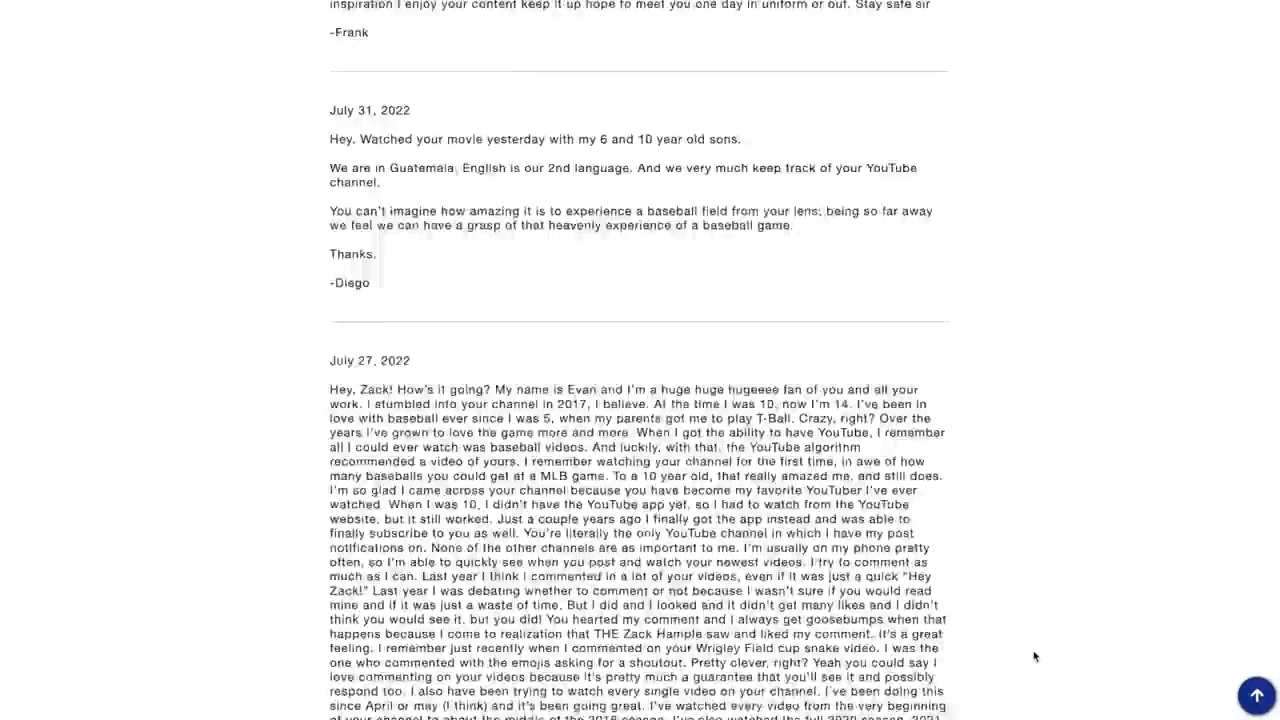 inspiration I enjoy your content keep it up hope to meet you one day in uniform or out. Stay safe sir
-Frank
July 31, 2022
Hey. Watched your movie yesterday with my 6 and 10 year old sons.
We are in Guatemala. English is our 2nd language. And we very much keep track of your YouTube
channel.
You can't imagine how amazing it is to experience a baseball field from your lens; being so far away
we feel we can have a grasp of that heavenly experience of a baseball game.
Thanks.
-Diego
July 27, 2022
Hey, Zack! How's it going? My name is Evan and I'm a huge huge hugeeee fan of you and all your
work. I stumbled into your channel in 2017, I believe. At the time I was 10, now I'm 14. I've been in
love with baseball ever since I was 5, when my parents got me to play T-Ball. Crazy, right? Over the
years I've grown to love the game more and more. When I got the ability to have YouTube, I remember
all I could ever watch was baseball videos. And luckily, with that, the YouTube algorithm
recommended a video of yours. I remember watching your channel for the first time, in awe of how
many baseballs you could get at a MLB game. To a 10 year old, that really amazed me, and still does.
I'm so glad I came across your channel because you have become my favorite YouTuber I've ever
watched. When I was 10, I didn't have the YouTube app yet, so I had to watch from the YouTube
website, but it still worked. Just a couple years ago I finally got the app instead and was able to
finally subscribe to you as well. You're literally the only YouTube channel in which I have my post
notifications on. None of the other channels are as important to me. I'm usually on my phone pretty
often, so I'm able to quickly see when you post and watch your newest videos. I try to comment as
much as I can. Last year I think I commented in a lot of your videos, even if it was just a quick "Hey
Zack!" Last year I was debating whether to comment or not because I wasn't sure if you would read
mine and if it was just a waste of time. But I did and I looked and it didn't get many likes and I didn't
think you would see it, but you did! You hearted my comment and I always get goosebumps when that
happens because I come to realization that THE Zack Hample saw and liked my comment. It's a great
feeling. I remember just recently when I commented on your Wrigley Field cup snake video. I was the
one who commented with the emojis asking for a shoutout. Pretty clever, right? Yeah you could say I
love commenting on your videos because it's pretty much a guarantee that you'll see it and possibly
respond too. I also have been trying to watch every single video on your channel. I've been doing this
since April or may (I think) and it's been going great. I've watched every video from the very beginning
of your channel to about the middle of the 2016 season. I've also watched the full 2020 season, 2021